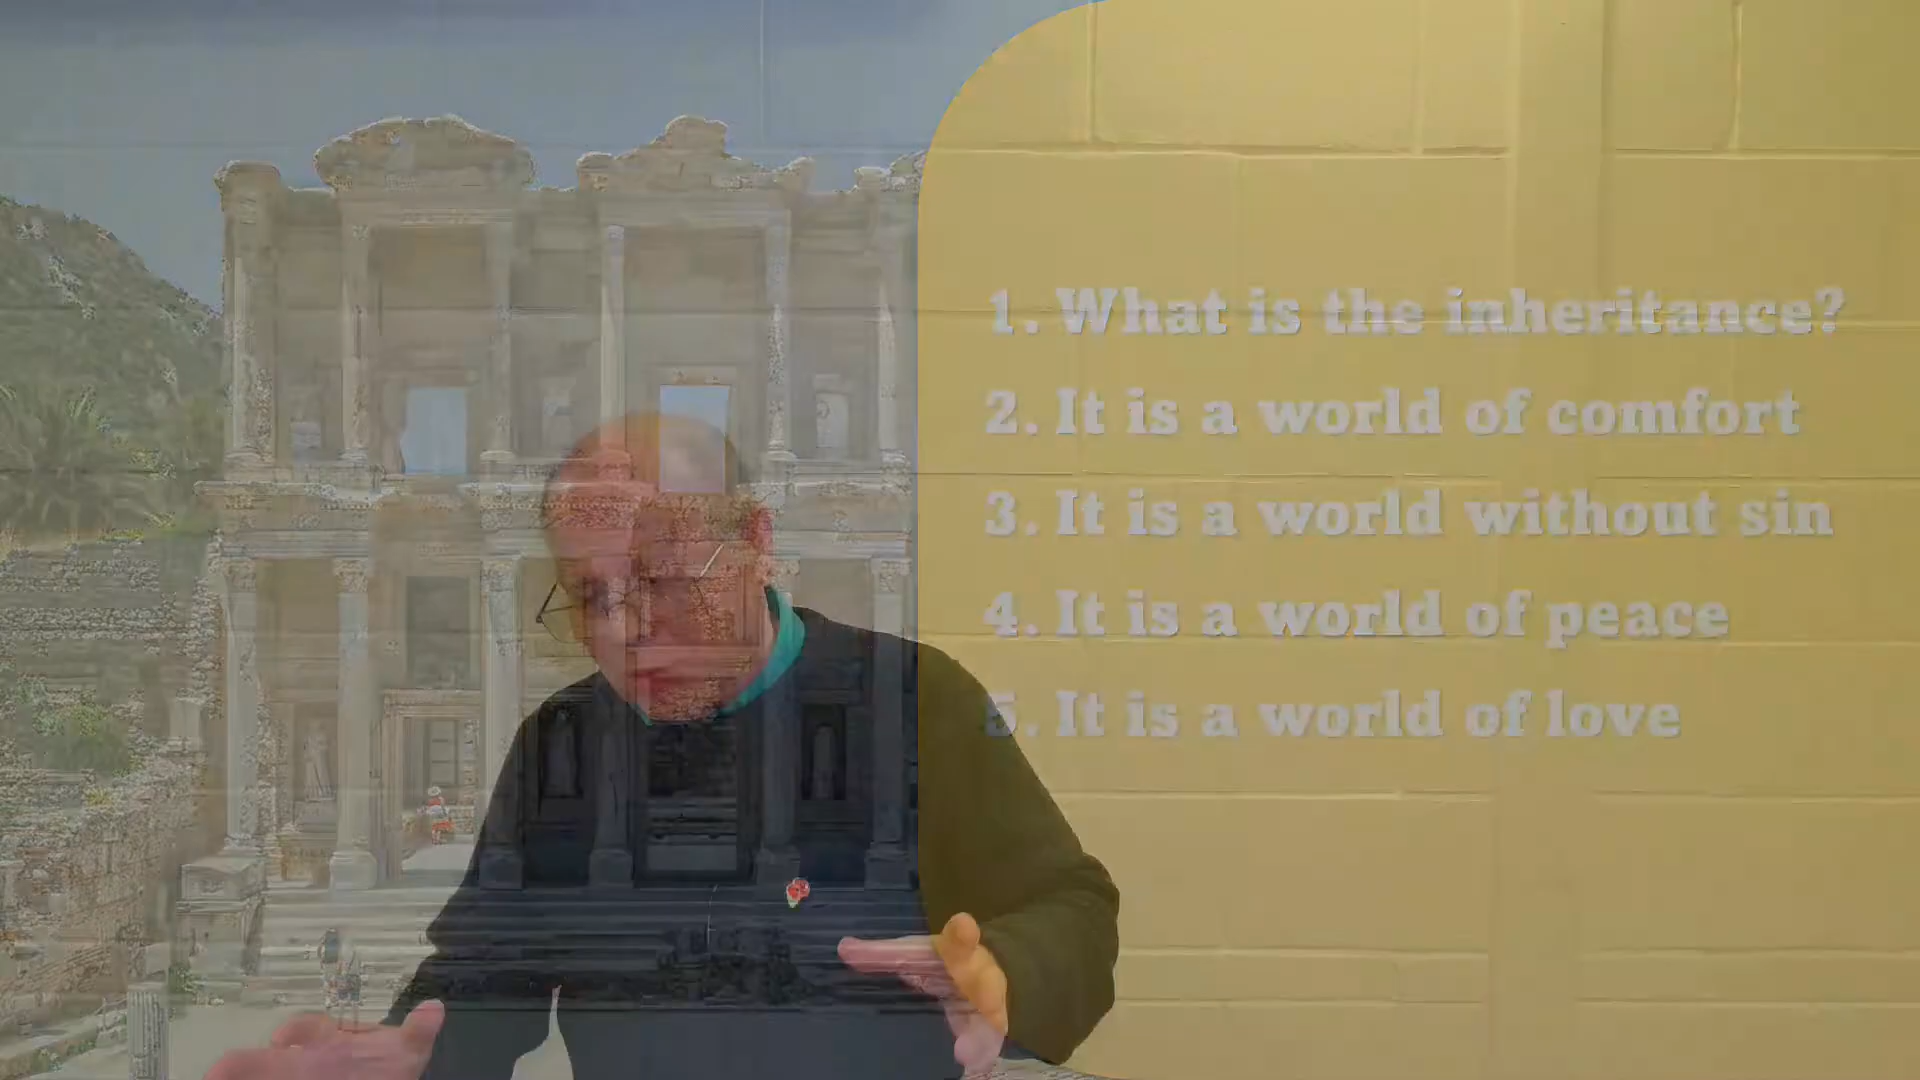 1. What is the inheritance?
2. It is a world of comfort
3. It is a world without sin
4. It is a world of peace
5. It is a world of love